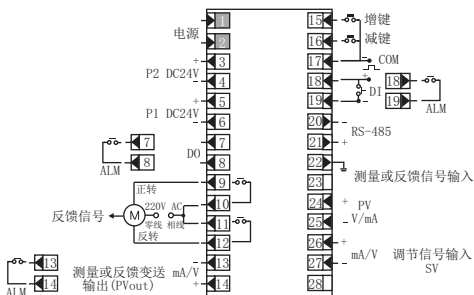 电源
1
2
+ 3
P2 DC24V
- 4
+ 5
P1 DC24V
- 6
7
DO
8
7
8
ALM
9
正转
10
220V AC
反馈信号
M
零线 相线
11
反转
12
13
14
ALM
测量或反馈变送
输出(PVout)
mA/V
- 13
+ 14
15 增键
16 减键
17 - COM
18 +
DI
19 -
18
19
ALM
20 -
RS-485
21 +
22
23
测量或反馈信号输入
24 +
PV
V/mA
25 -
26 +
mA/V
27 -
调节信号输入
SV
28